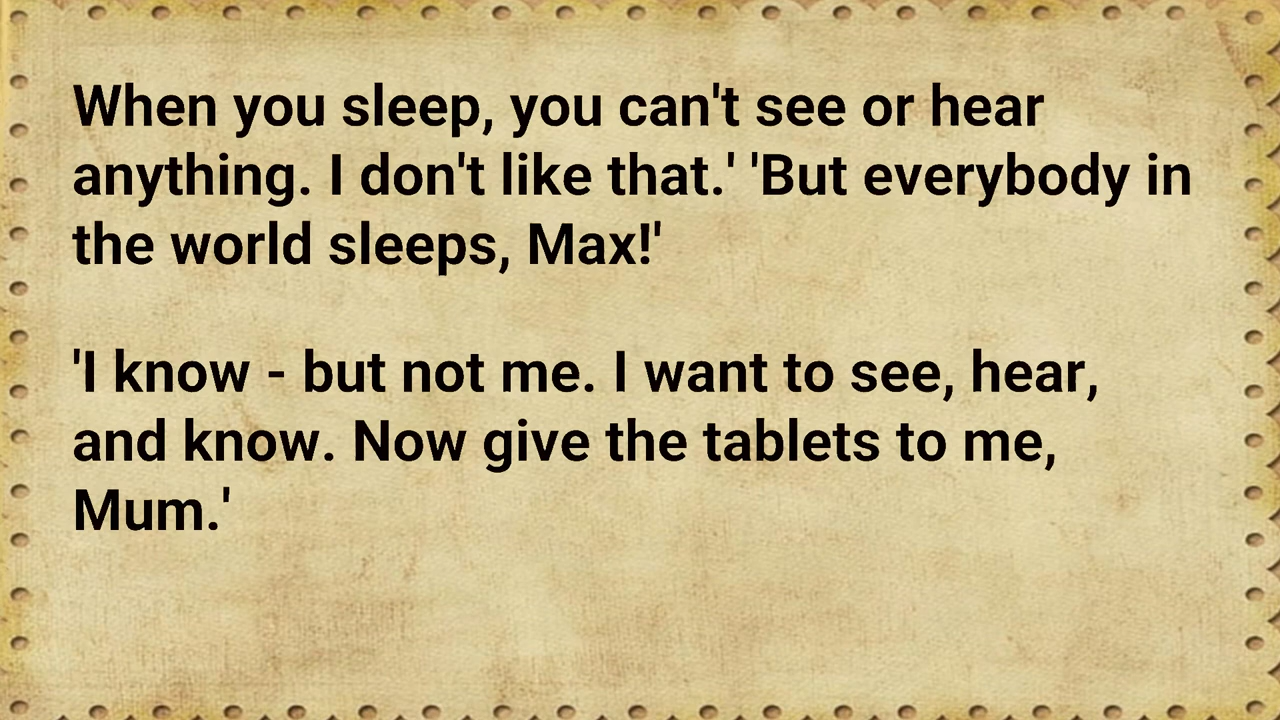 When you sleep, you can't see or hear
anything. I don't like that.' 'But everybody in
the world sleeps, Max!'
'I know - but not me. I want to see, hear,
and know. Now give the tablets to me,
Mum.'